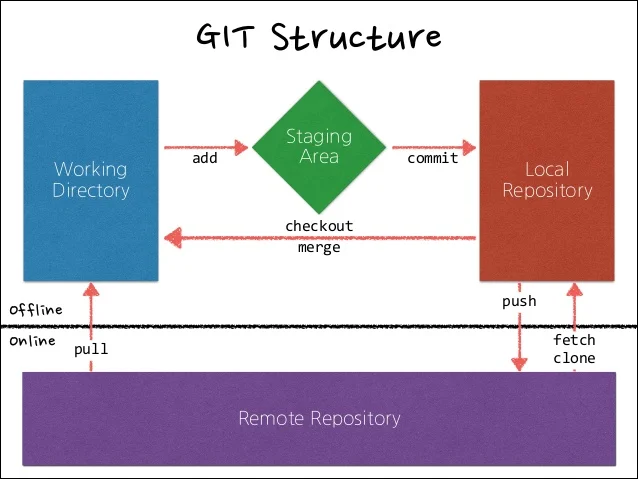 GIT Structure
Working
Directory
add
Staging
Area
commit
Local
Repository
checkout
merge
push
Offline
Online
pull
fetch
clone
Remote Repository